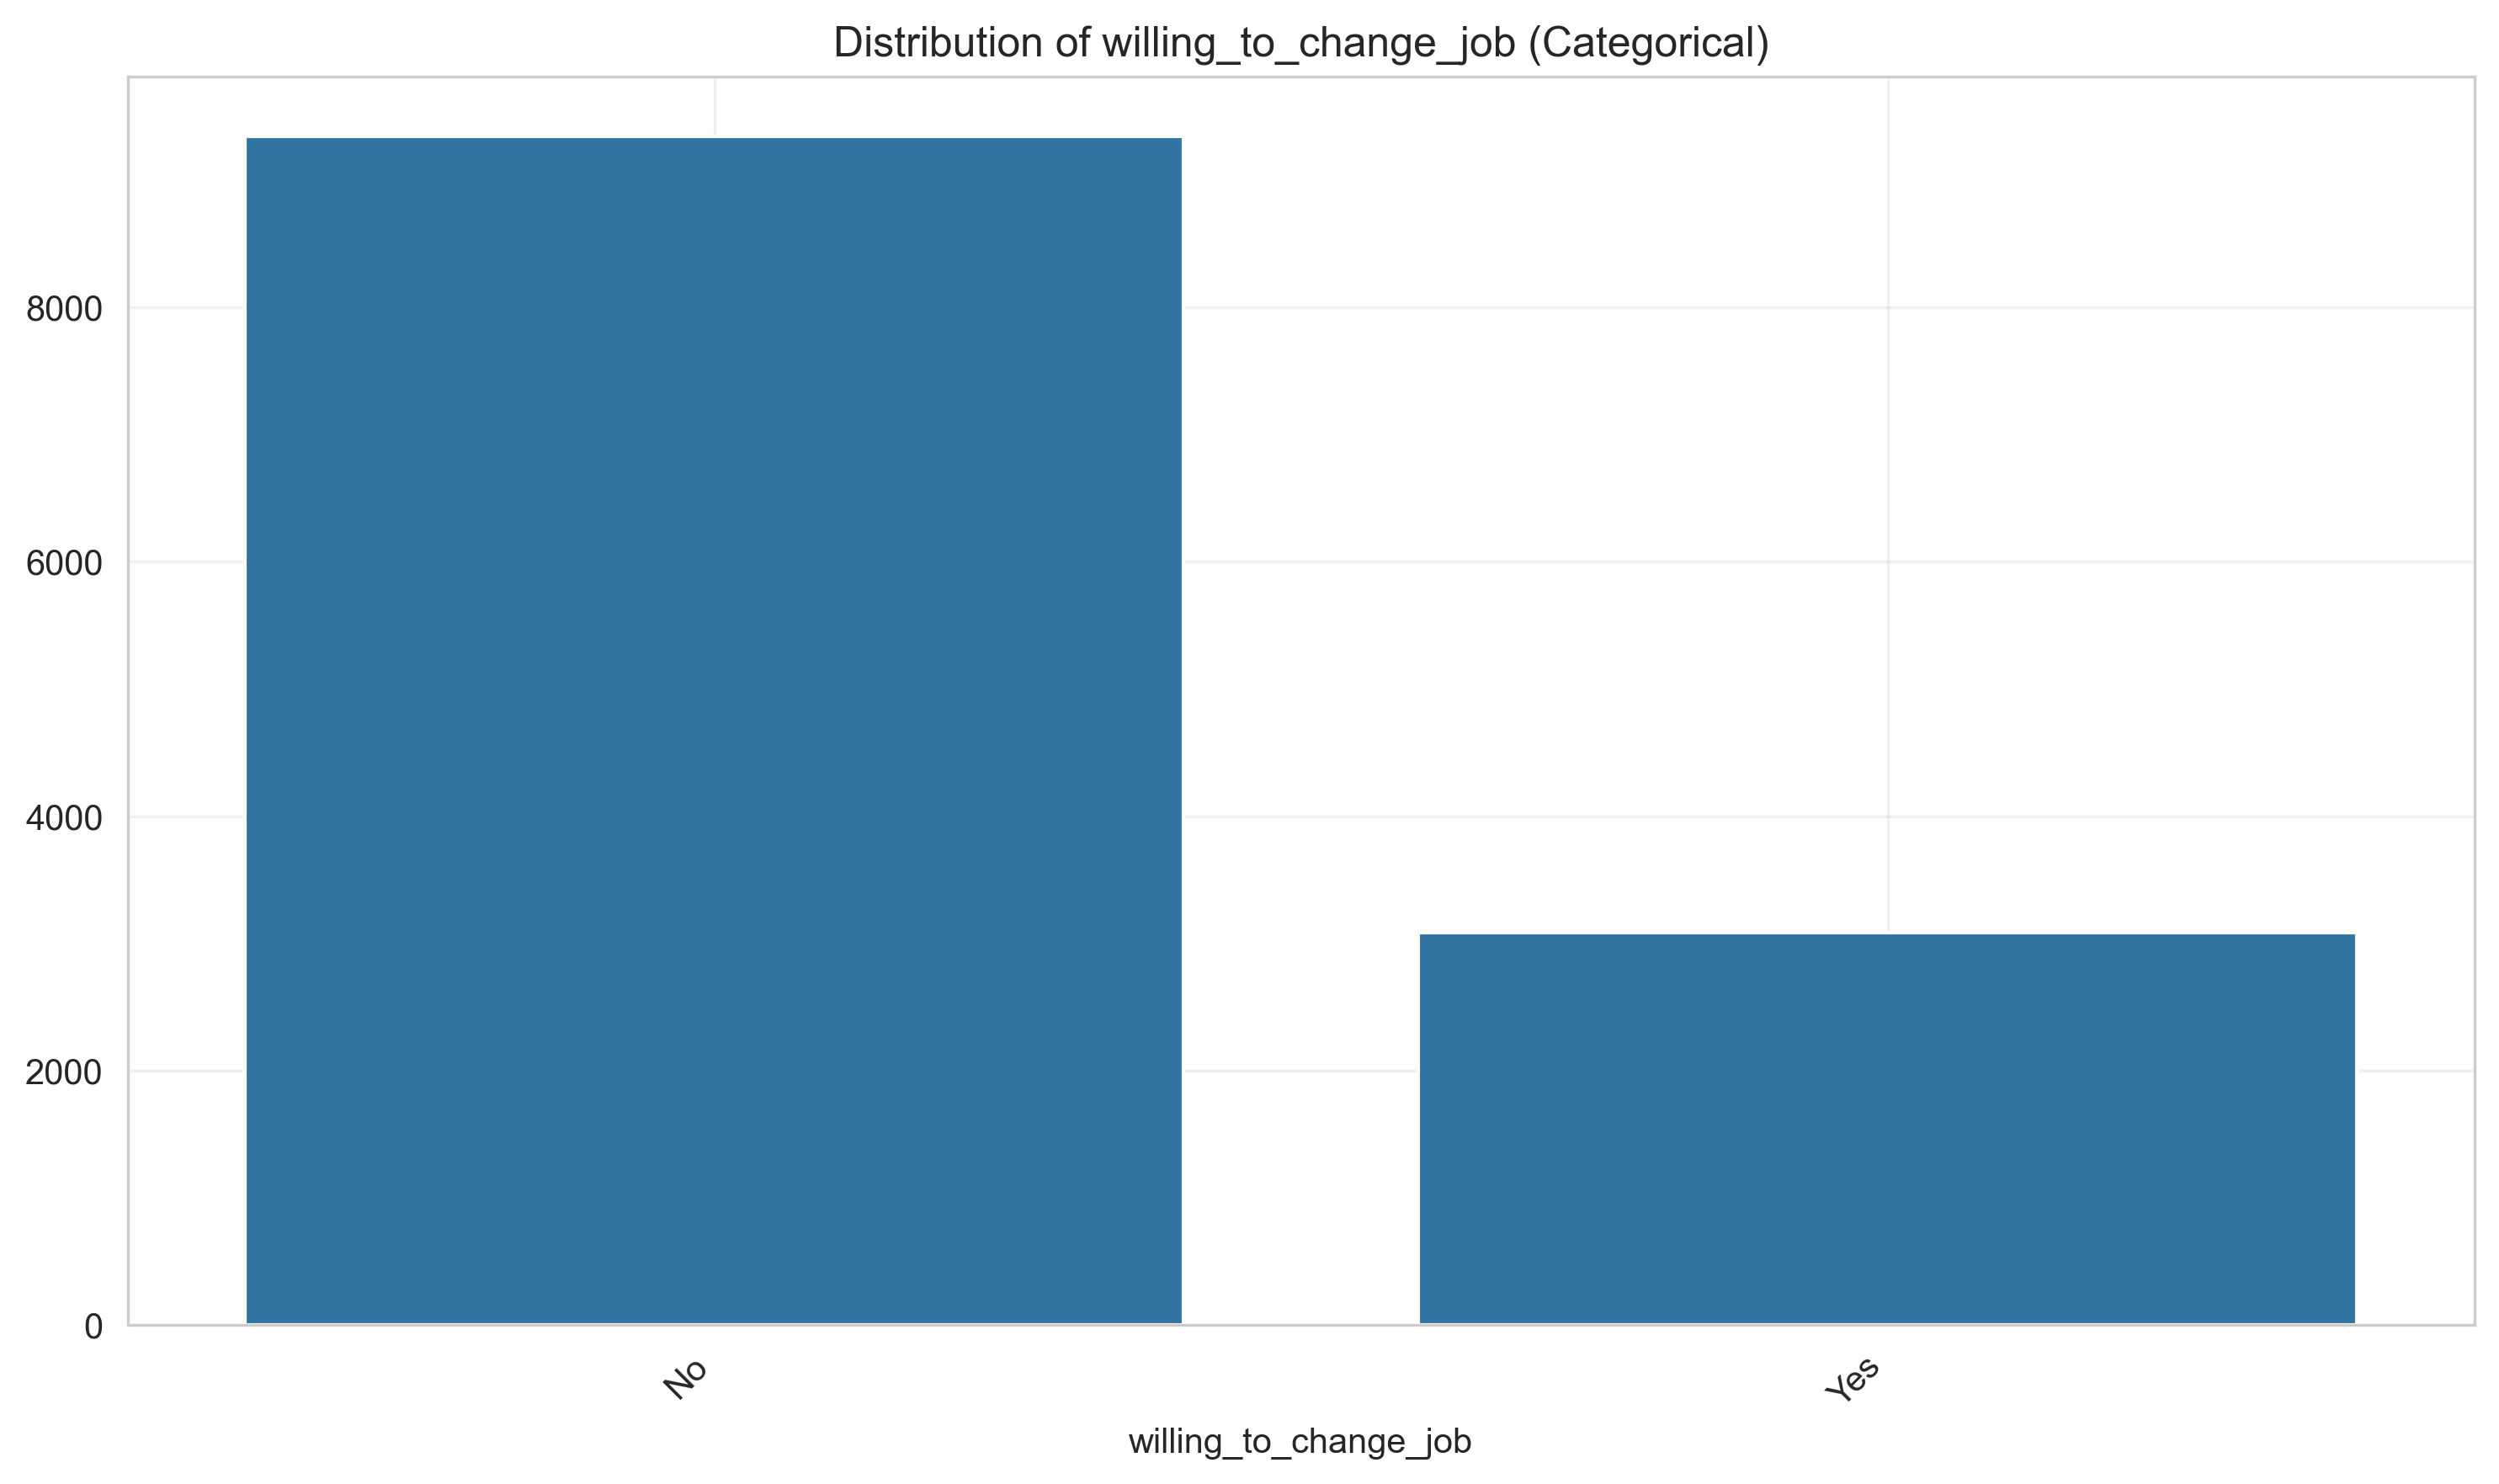 Distribution of willing_to_change_job (Categorical)
8000
6000
4000
2000
0
No
Yes
willing_to_change_job